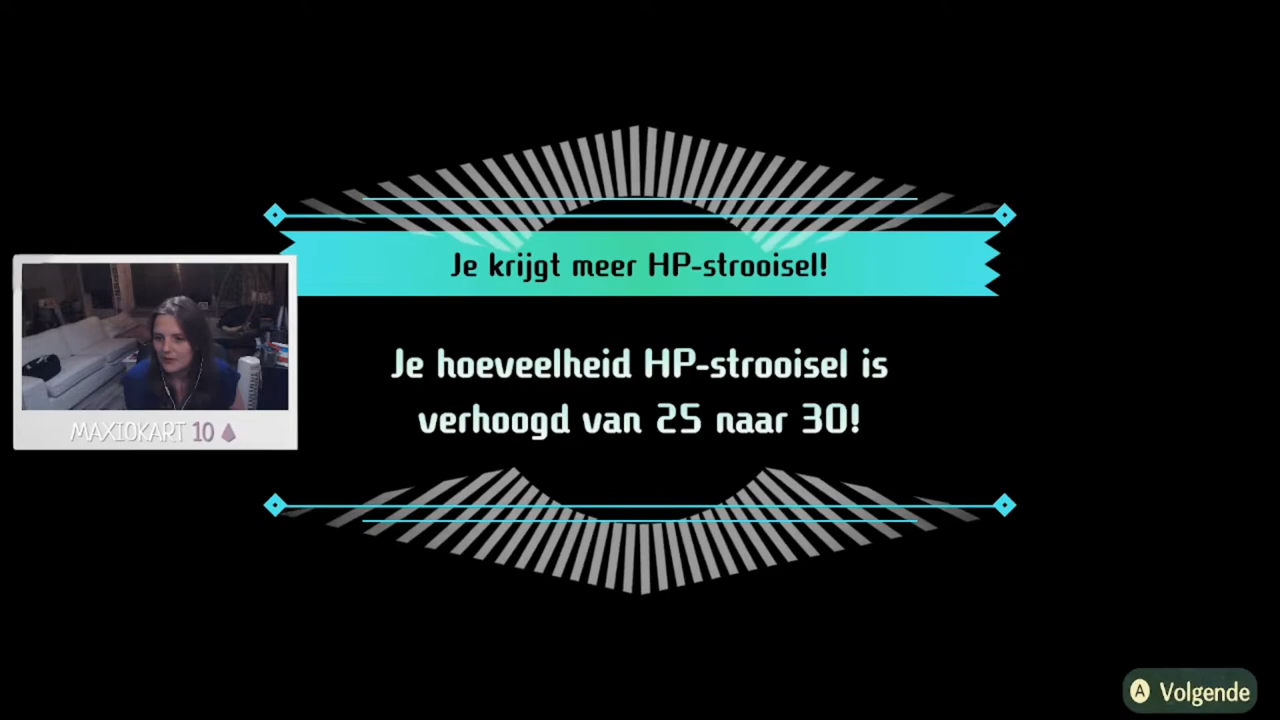 Je krijgt meer HP-strooisel!
Je hoeveelheid HP-strooisel is
verhoogd van 25 naar 30!
MAXIOKART 10
A Volgende